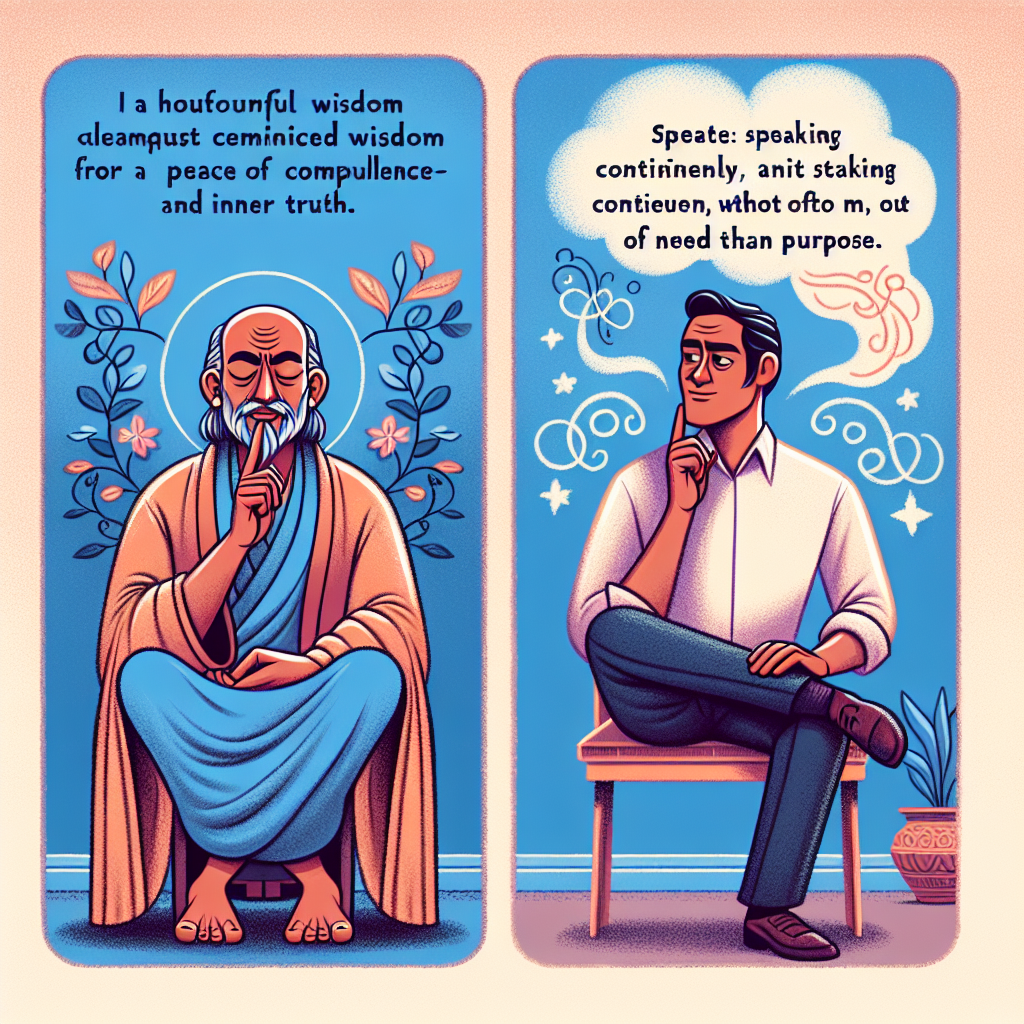 I a houfounful wisdom
aleamqust ceminiced wisdom
fror a peace of compullence-
and inner truth.
Speate: speaking
contirinenly, anit staking
contieuen, whot ofto m, out
of need than purpose.